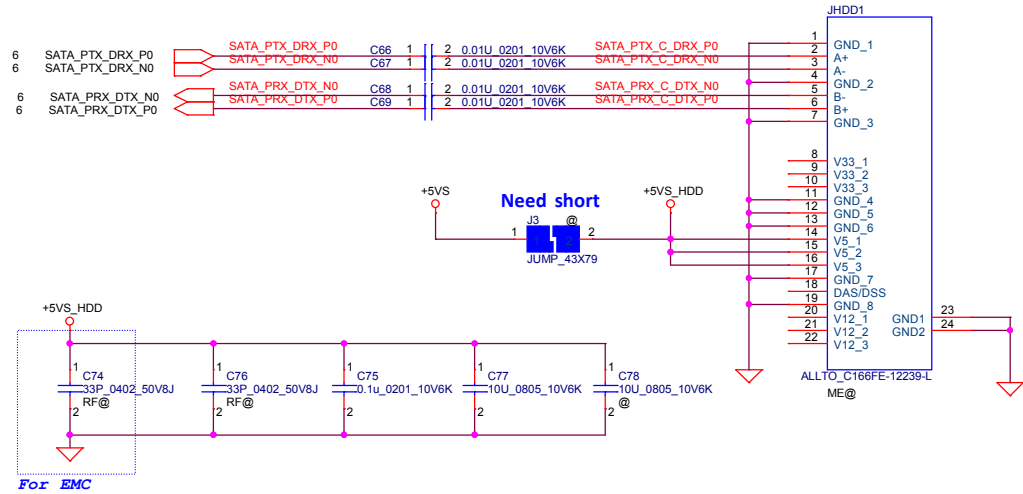 JHDD1
6 SATA_PTX_DRX_P0 SATA_PTX_DRX_P0 C66 1 2 0.01U_0201_10V6K SATA_PTX_C_DRX_P0
6 SATA_PTX_DRX_N0 SATA_PTX_DRX_N0 C67 1 2 0.01U_0201_10V6K SATA_PTX_C_DRX_N0
6 SATA_PRX_DTX_N0 SATA_PRX_DTX_N0 C68 1 2 0.01U_0201_10V6K SATA_PRX_C_DTX_N0
6 SATA_PRX_DTX_P0 SATA_PRX_DTX_P0 C69 1 2 0.01U_0201_10V6K SATA_PRX_C_DTX_P0
1 GND_1
2 A+
3 A-
4 GND_2
5 B-
6 B+
7 GND_3
8 V33_1
9 V33_2
10 V33_3
11 GND_4
12 GND_5
13 GND_6
14 V5_1
15 V5_2
16 V5_3
17 GND_7
18 DAS/DSS
19 GND_8
20 V12_1
21 V12_2
22 V12_3
GND1 23
GND2 24
ALLTO_C166FE-12239-L
ME@
+5VS
Need short
+5VS_HDD
J3 @
1 1 2 2
JUMP_43X79
+5VS_HDD
1 C74 33P_0402_50V8J RF@ 2
1 C76 33P_0402_50V8J RF@ 2
1 C75 0.1u_0201_10V6K 2
1 C77 10U_0805_10V6K 2
1 C78 10U_0805_10V6K @ 2
For EMC